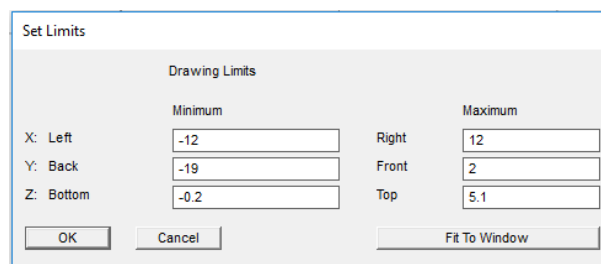 Set Limits
Drawing Limits
Minimum Maximum
X: Left -12 Right 12
Y: Back -19 Front 2
Z: Bottom -0.2 Top 5.1
OK Cancel Fit To Window